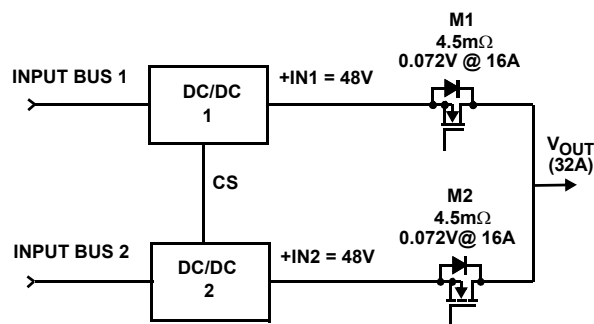 M1
4.5mΩ
0.072V @ 16A
INPUT BUS 1
DC/DC
1
+IN1 = 48V
VOUT
(32A)
CS
M2
4.5mΩ
0.072V@ 16A
INPUT BUS 2
DC/DC
2
+IN2 = 48V